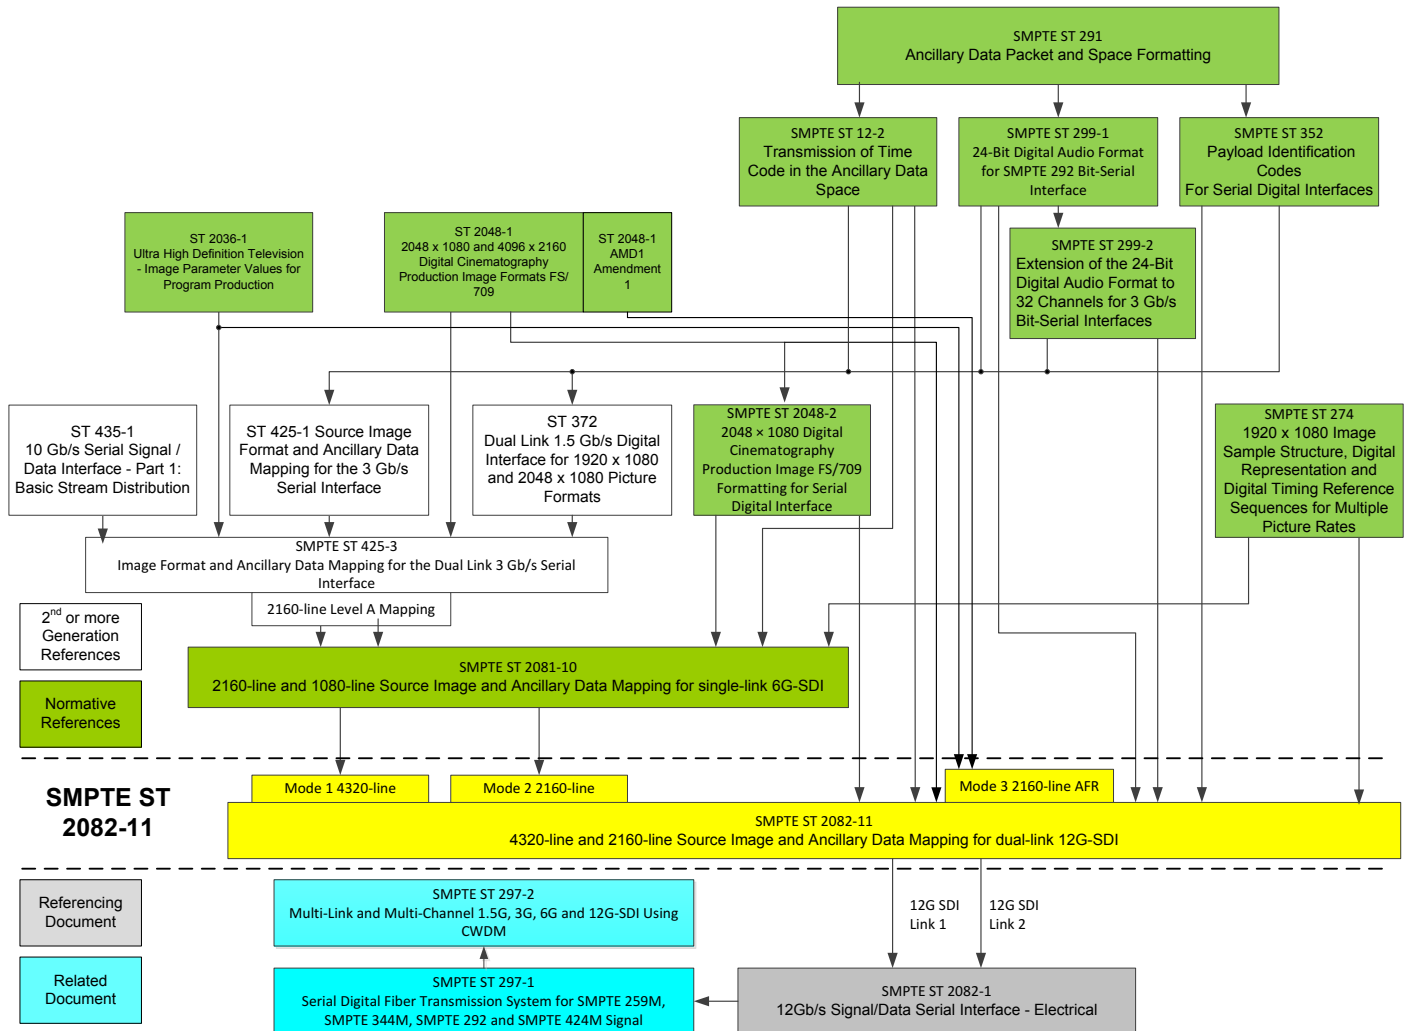 SMPTE ST 291
Ancillary Data Packet and Space Formatting
SMPTE ST 12-2
Transmission of Time
Code in the Ancillary Data
Space
SMPTE ST 299-1
24-Bit Digital Audio Format
for SMPTE 292 Bit-Serial
Interface
SMPTE ST 352
Payload Identification
Codes
For Serial Digital Interfaces
ST 2036-1
Ultra High Definition Television
- Image Parameter Values for
Program Production
ST 2048-1
2048 x 1080 and 4096 x 2160
Digital Cinematography
Production Image Formats FS/
709
ST 2048-1
AMD1
Amendment
1
SMPTE ST 299-2
Extension of the 24-Bit
Digital Audio Format to
32 Channels for 3 Gb/s
Bit-Serial Interfaces
ST 435-1
10 Gb/s Serial Signal /
Data Interface - Part 1:
Basic Stream Distribution
ST 425-1 Source Image
Format and Ancillary Data
Mapping for the 3 Gb/s
Serial Interface
ST 372
Dual Link 1.5 Gb/s Digital
Interface for 1920 x 1080
and 2048 x 1080 Picture
Formats
SMPTE ST 2048-2
2048 × 1080 Digital
Cinematography
Production Image FS/709
Formatting for Serial
Digital Interface
SMPTE ST 274
1920 x 1080 Image
Sample Structure, Digital
Representation and
Digital Timing Reference
Sequences for Multiple
Picture Rates
SMPTE ST 425-3
Image Format and Ancillary Data Mapping for the Dual Link 3 Gb/s Serial
Interface
2160-line Level A Mapping
2nd or more
Generation
References
SMPTE ST 2081-10
2160-line and 1080-line Source Image and Ancillary Data Mapping for single-link 6G-SDI
Normative
References
SMPTE ST
2082-11
Mode 1 4320-line
Mode 2 2160-line
Mode 3 2160-line AFR
SMPTE ST 2082-11
4320-line and 2160-line Source Image and Ancillary Data Mapping for dual-link 12G-SDI
Referencing
Document
SMPTE ST 297-2
Multi-Link and Multi-Channel 1.5G, 3G, 6G and 12G-SDI Using
CWDM
12G SDI
Link 1
12G SDI
Link 2
Related
Document
SMPTE ST 297-1
Serial Digital Fiber Transmission System for SMPTE 259M,
SMPTE 344M, SMPTE 292 and SMPTE 424M Signal
SMPTE ST 2082-1
12Gb/s Signal/Data Serial Interface - Electrical